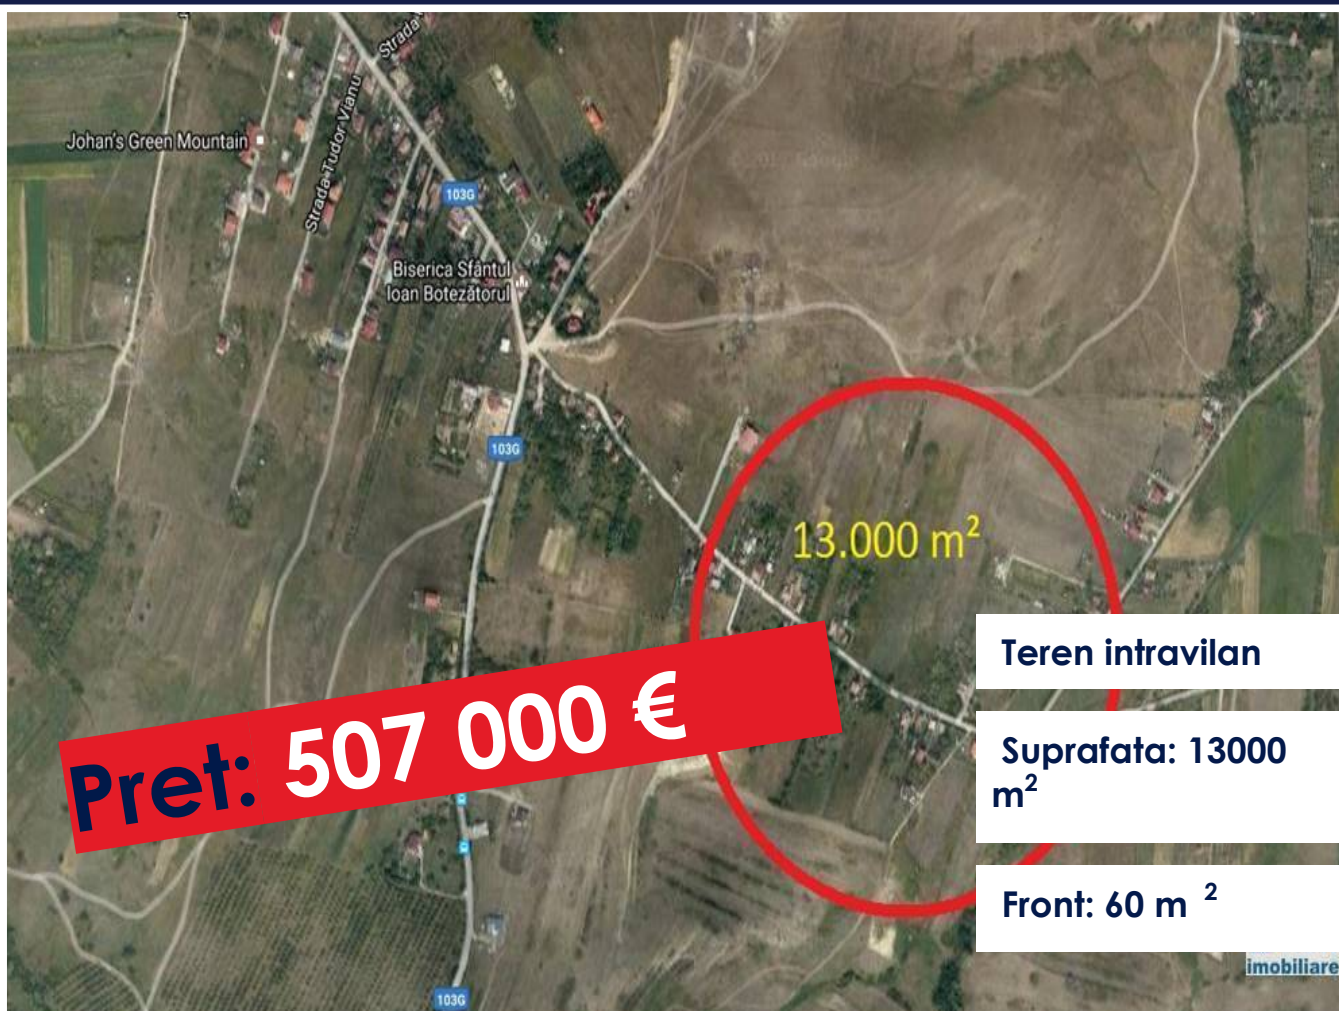 Strada
Johan's Green Mountain
Strada Tudor Vianu
103G
Biserica Sfântul
Ioan Botezătorul
103G
13.000 m²
Teren intravilan
Pret: 507 000 €
Suprafata: 13000
m²
Front: 60 m ²
imobiliare
103G